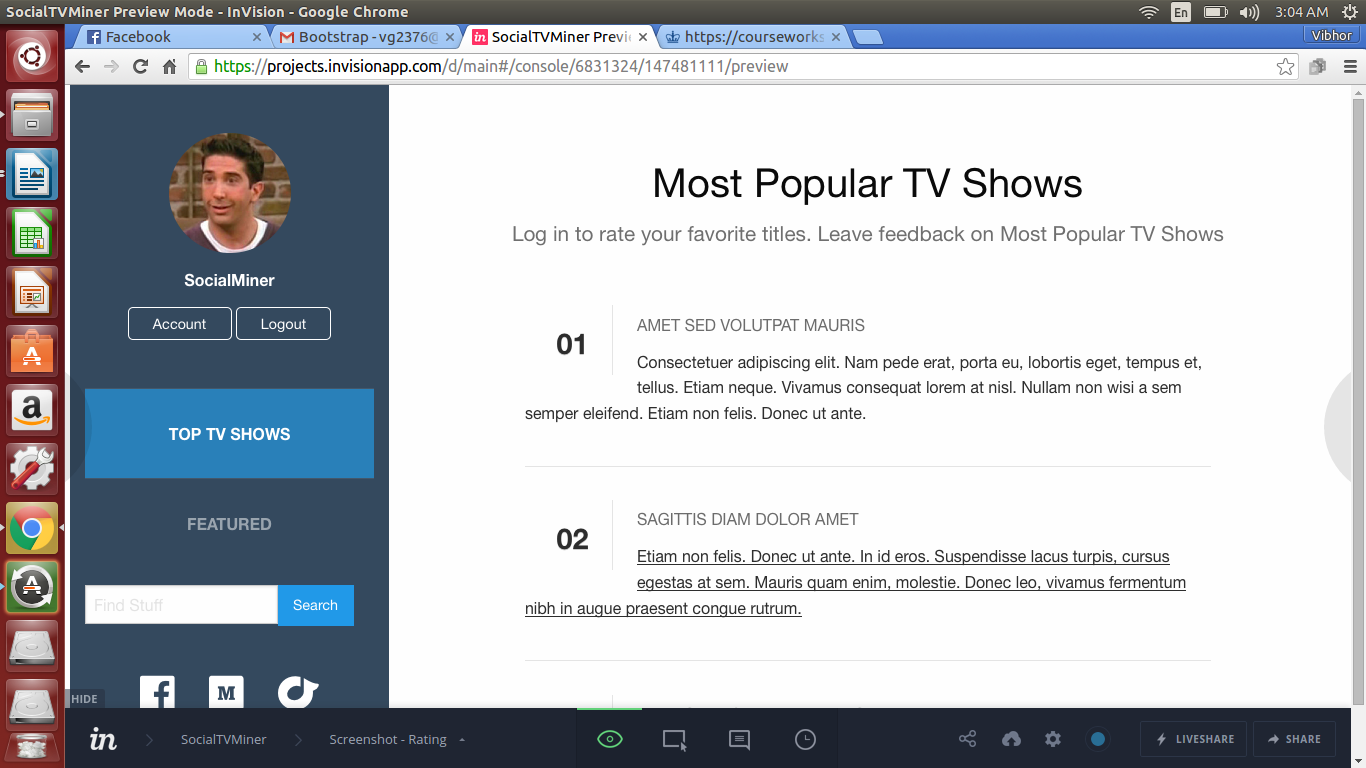 SocialTVMiner Preview Mode - InVision - Google Chrome
En
3:04 AM
Facebook
Bootstrap - vg2376@
SocialTVMiner Previ
https://courseworks
Vibhor
https://projects.invisionapp.com/d/main#/console/6831324/147481111/preview
SocialMiner
Account
Logout
TOP TV SHOWS
FEATURED
Find Stuff
Search
M
HIDE
Most Popular TV Shows
Log in to rate your favorite titles. Leave feedback on Most Popular TV Shows
01
AMET SED VOLUTPAT MAURIS
Consectetuer adipiscing elit. Nam pede erat, porta eu, lobortis eget, tempus et,
tellus. Etiam neque. Vivamus consequat lorem at nisl. Nullam non wisi a sem
semper eleifend. Etiam non felis. Donec ut ante.
02
SAGITTIS DIAM DOLOR AMET
Etiam non felis. Donec ut ante. In id eros. Suspendisse lacus turpis, cursus
egestas at sem. Mauris quam enim, molestie. Donec leo, vivamus fermentum
nibh in augue praesent congue rutrum.
in
SocialTVMiner
Screenshot - Rating
LIVESHARE
SHARE